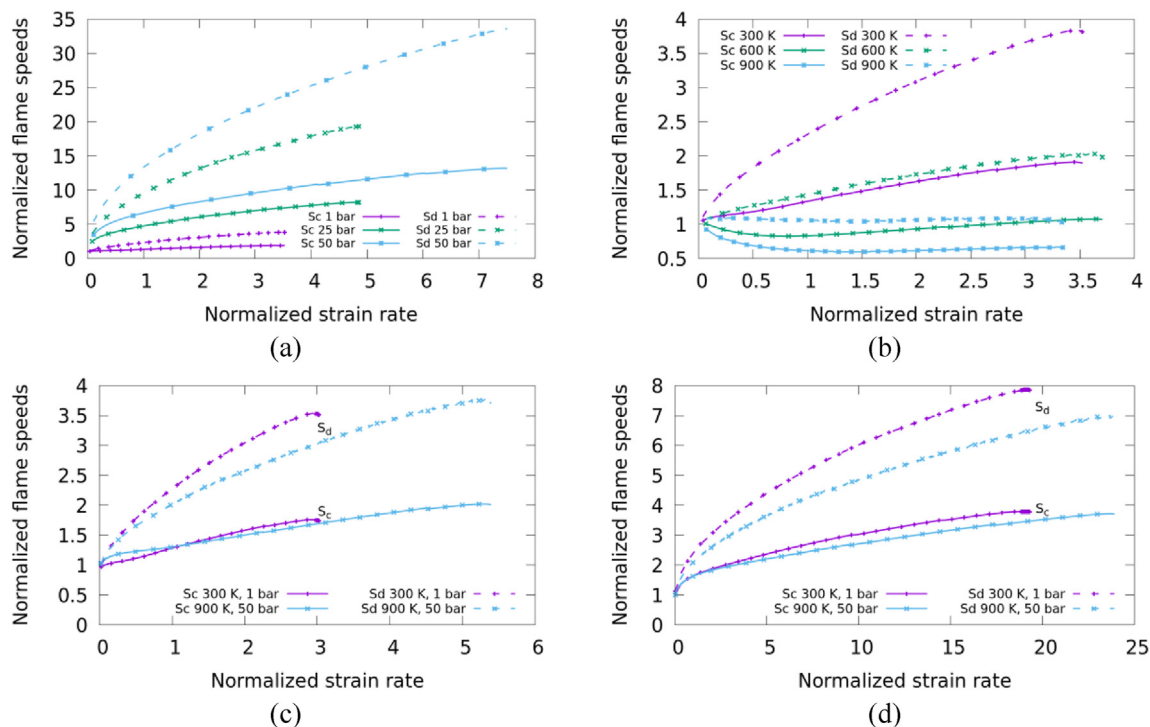 Normalized flame speeds
35
30
25
20
15
10
5
0
Sc 1 bar Sd 1 bar
Sc 25 bar Sd 25 bar
Sc 50 bar Sd 50 bar
0 1 2 3 4 5 6 7 8
Normalized strain rate
(a)
Normalized flame speeds
4
3.5
3
2.5
2
1.5
1
0.5
Sc 300 K Sd 300 K
Sc 600 K Sd 600 K
Sc 900 K Sd 900 K
0 0.5 1 1.5 2 2.5 3 3.5 4
Normalized strain rate
(b)
Normalized flame speeds
4
3.5
3
2.5
2
1.5
1
0.5
0
Sd
Sc
Sc 300 K, 1 bar Sd 300 K, 1 bar
Sc 900 K, 50 bar Sd 900 K, 50 bar
0 1 2 3 4 5 6
Normalized strain rate
(c)
Normalized flame speeds
8
7
6
5
4
3
2
1
0
Sd
Sc
Sc 300 K, 1 bar Sd 300 K, 1 bar
Sc 900 K, 50 bar Sd 900 K, 50 bar
0 5 10 15 20 25
Normalized strain rate
(d)